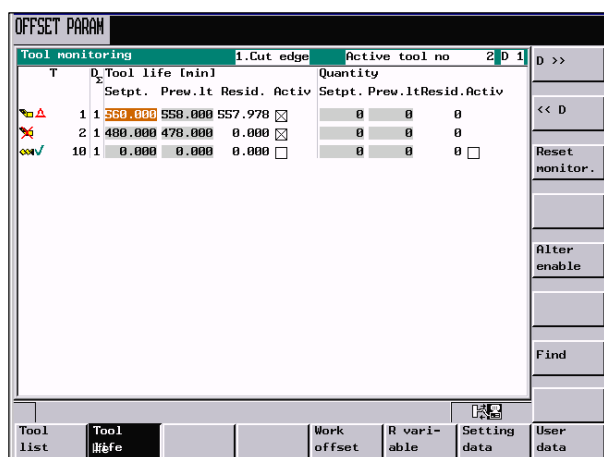 OFFSET PARAM
Tool monitoring 1.Cut edge Active tool no 2 D 1
T D Σ Tool life [min] Quantity
Setpt. Prew.lt Resid. Activ Setpt. Prew.ltResid.Activ
1 1 560.000 558.000 557.978 0 0 0
2 1 480.000 478.000 0.000 0 0 0
10 1 0.000 0.000 0.000 0 0 0
D >>
<< D
Reset
monitor.
Alter
enable
Find
Tool
list
Tool
life
Work
offset
R vari-
able
Setting
data
User
data